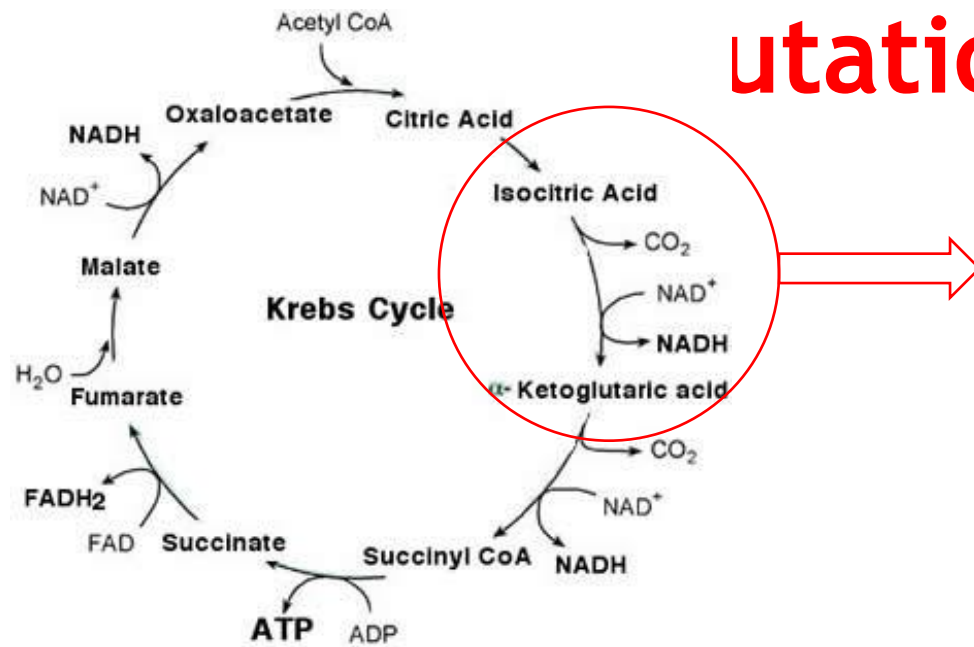 Acetyl CoA
utatio
Oxaloacetate
Citric Acid
NADH
NAD⁺
Isocitric Acid
CO₂
Malate
NAD⁺
Krebs Cycle
NADH
H₂O
Fumarate
α- Ketoglutaric acid
CO₂
FADH2
NAD⁺
FAD
Succinate
Succinyl CoA
NADH
ATP
ADP